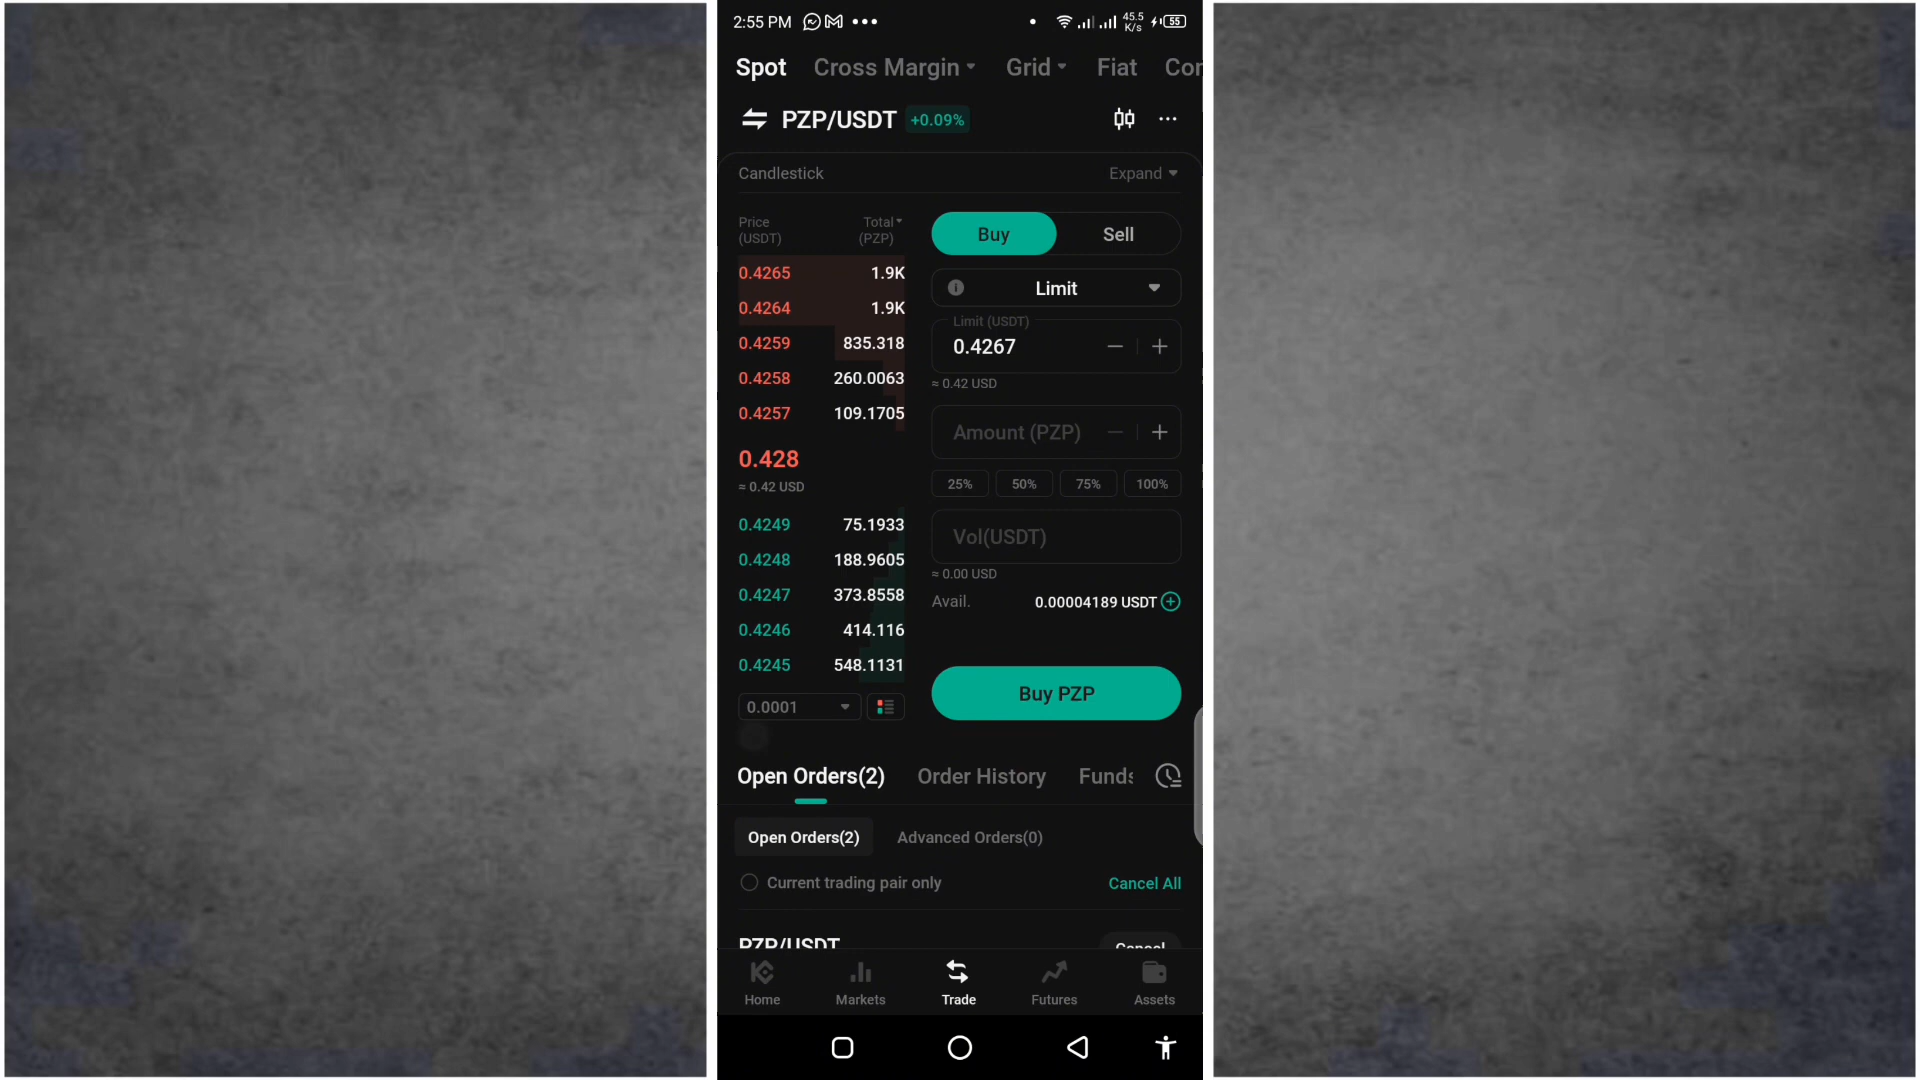 2:55 PM 45.5 K/s 55
Spot Cross Margin Grid Fiat Cor
PZP/USDT +0.09%
Candlestick Expand
Price (USDT) Total (PZP)
0.4265 1.9K
0.4264 1.9K
0.4259 835.318
0.4258 260.0063
0.4257 109.1705
0.428
≈ 0.42 USD
0.4249 75.1933
0.4248 188.9605
0.4247 373.8558
0.4246 414.116
0.4245 548.1131
0.0001
Buy Sell
Limit
Limit (USDT)
0.4267
≈ 0.42 USD
Amount (PZP)
25% 50% 75% 100%
Vol(USDT)
≈ 0.00 USD
Avail. 0.00004189 USDT
Buy PZP
Open Orders(2) Order History Funds
Open Orders(2) Advanced Orders(0)
Current trading pair only Cancel All
PZP/USDT Cancel
Home Markets Trade Futures Assets